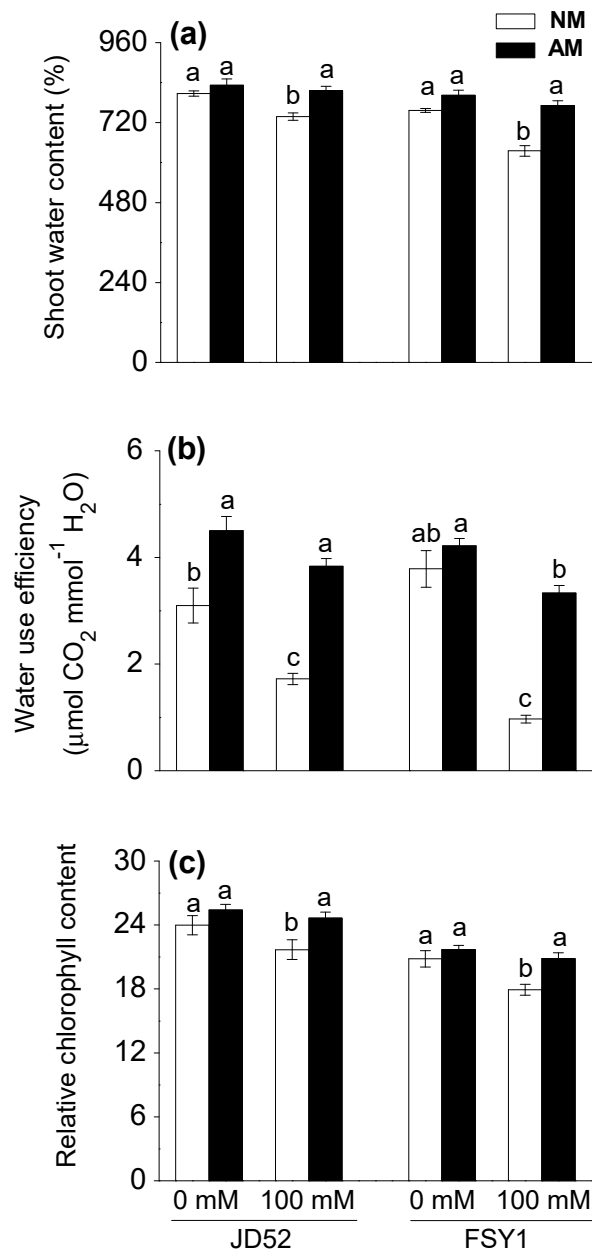 NM
AM
(a)
Shoot water content (%)
960
720
480
240
0
a a b a a a b a
(b)
Water use efficiency
(μmol CO₂ mmol⁻¹ H₂O)
6
4
2
0
b a c a ab a c b
(c)
Relative chlorophyll content
30
24
18
12
6
0
a a b a a a b a
0 mM 100 mM 0 mM 100 mM
JD52 FSY1